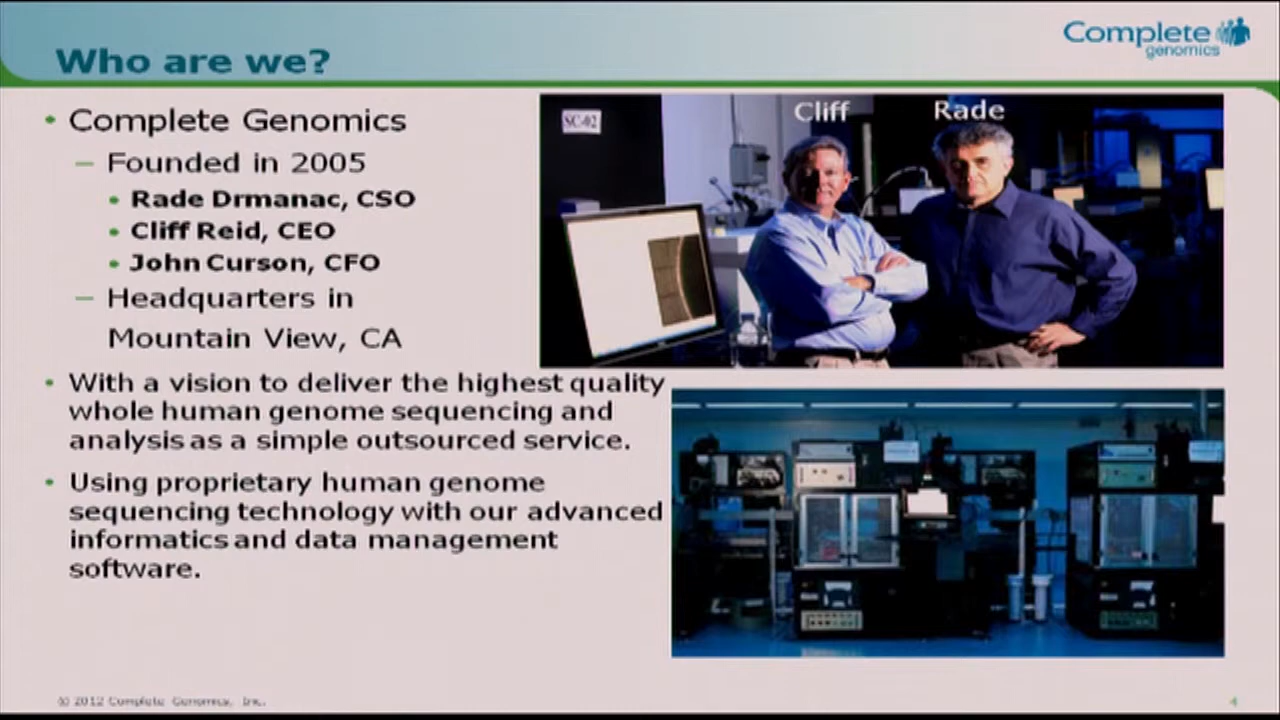 Who are we?
Complete
genomics
• Complete Genomics
– Founded in 2005
• Rade Drmanac, CSO
• Cliff Reid, CEO
• John Curson, CFO
– Headquarters in
Mountain View, CA
• With a vision to deliver the highest quality
whole human genome sequencing and
analysis as a simple outsourced service.
• Using proprietary human genome
sequencing technology with our advanced
informatics and data management
software.
Cliff
Rade
SC-02
© 2012 Complete Genomics, Inc.
4